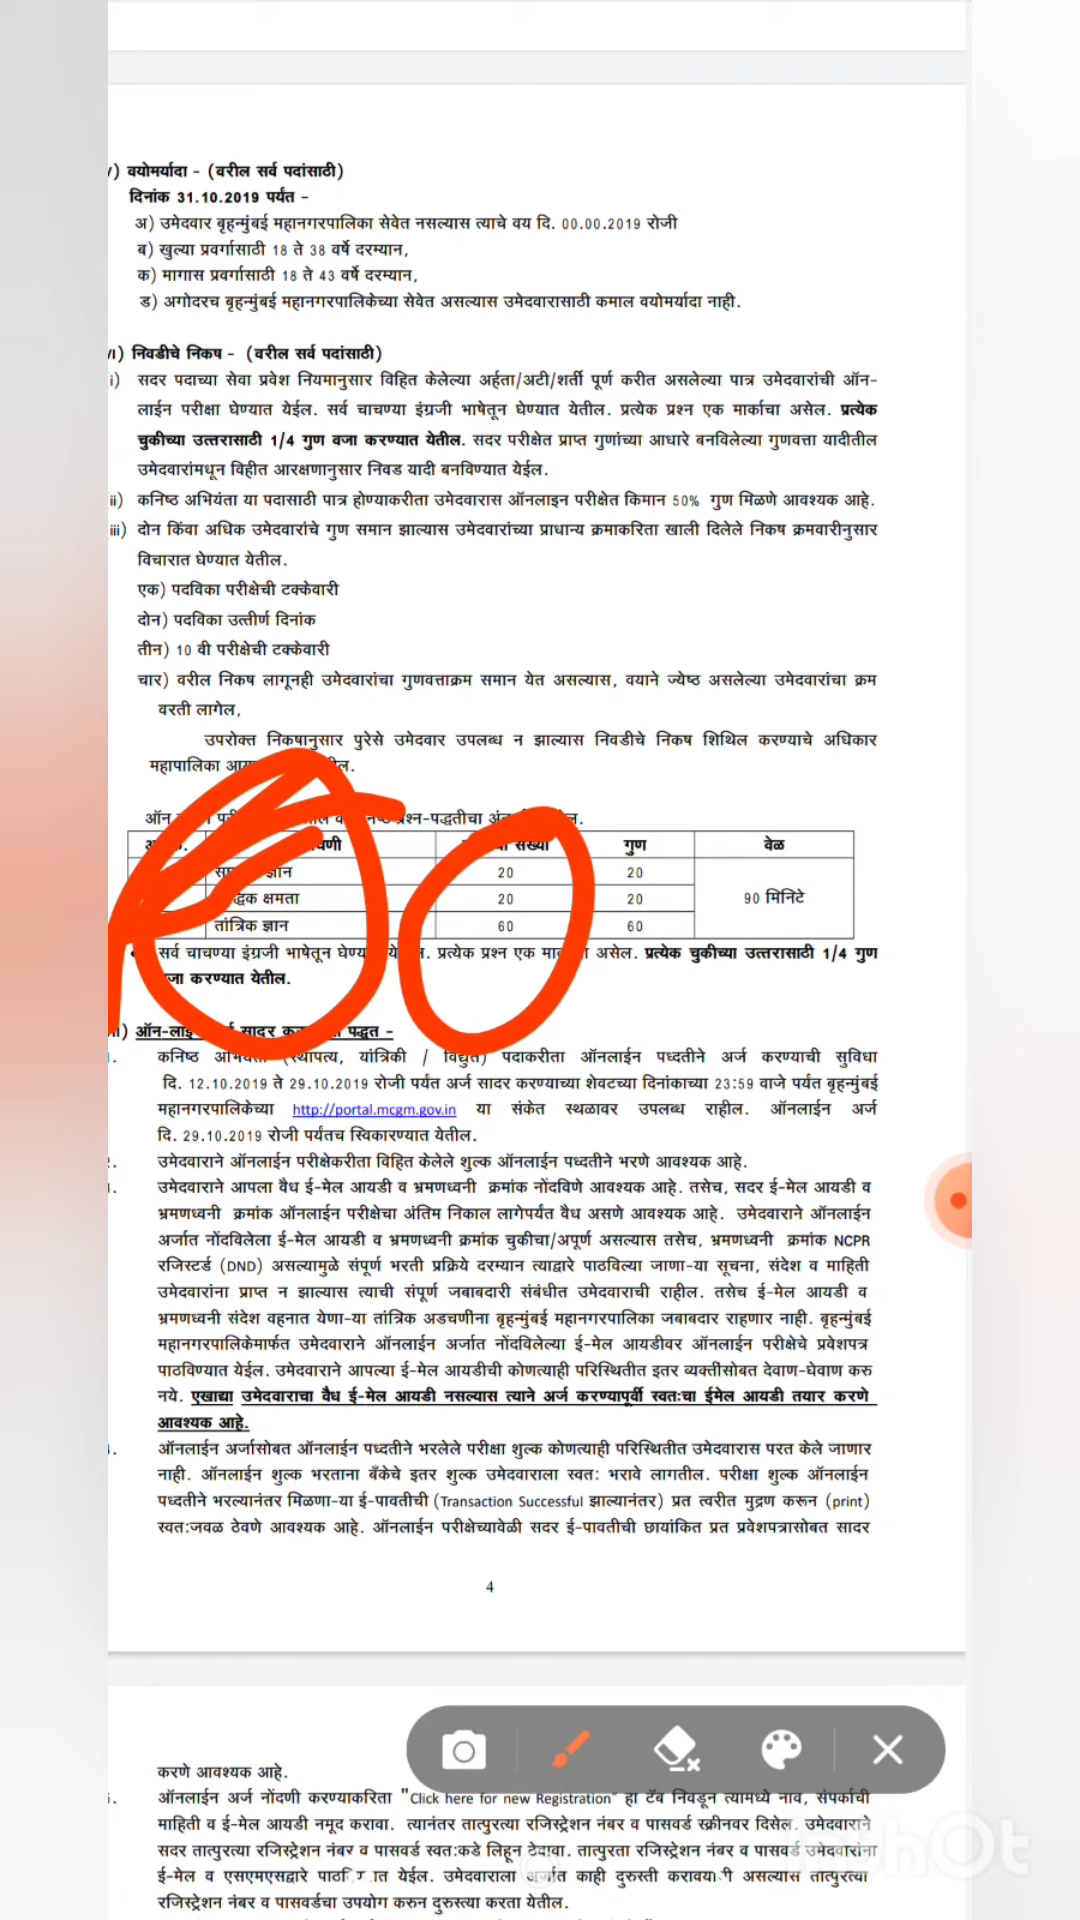 v) वयोमर्यादा - (वरील सर्व पदांसाठी)
दिनांक 31.10.2019 पर्यंत -
अ) उमेदवार बृहन्मुंबई महानगरपालिका सेवेत नसल्यास त्याचे वय दि. 00.00.2019 रोजी
ब) खुल्या प्रवर्गासाठी 18 ते 38 वर्षे दरम्यान,
क) मागास प्रवर्गासाठी 18 ते 43 वर्षे दरम्यान,
ड) अगोदरच बृहन्मुंबई महानगरपालिकेच्या सेवेत असल्यास उमेदवारासाठी कमाल वयोमर्यादा नाही.
vi) निवडीचे निकष - (वरील सर्व पदांसाठी)
i) सदर पदाच्या सेवा प्रवेश नियमानुसार विहित केलेल्या अर्हता/अटी/शर्ती पूर्ण करीत असलेल्या पात्र उमेदवारांची ऑन-
लाईन परीक्षा घेण्यात येईल. सर्व चाचण्या इंग्रजी भाषेतून घेण्यात येतील. प्रत्येक प्रश्न एक मार्काचा असेल. प्रत्येक
चुकीच्या उत्तरासाठी 1/4 गुण वजा करण्यात येतील. सदर परीक्षेत प्राप्त गुणांच्या आधारे बनविलेल्या गुणवत्ता यादीतील
उमेदवारांमधून विहीत आरक्षणानुसार निवड यादी बनविण्यात येईल.
ii) कनिष्ठ अभियंता या पदासाठी पात्र होण्याकरीता उमेदवारास ऑनलाइन परीक्षेत किमान 50% गुण मिळणे आवश्यक आहे.
iii) दोन किंवा अधिक उमेदवारांचे गुण समान झाल्यास उमेदवारांच्या प्राधान्य क्रमाकरिता खाली दिलेले निकष क्रमवारीनुसार
विचारात घेण्यात येतील.
एक) पदविका परीक्षेची टक्केवारी
दोन) पदविका उत्तीर्ण दिनांक
तीन) 10 वी परीक्षेची टक्केवारी
चार) वरील निकष लागूनही उमेदवारांचा गुणवत्ताक्रम समान येत असल्यास, वयाने ज्येष्ठ असलेल्या उमेदवारांचा क्रम
वरती लागेल,
उपरोक्त निकषानुसार पुरेसे उमेदवार उपलब्ध न झाल्यास निवडीचे निकष शिथिल करण्याचे अधिकार
महापालिका
ऑन प्रश्न-पद्धतीचा
संख्या गुण वेळ
ज्ञान 20 20
क्षमता 20 20 90 मिनिटे
तांत्रिक ज्ञान 60 60
• सर्व चाचण्या इंग्रजी भाषेतून प्रत्येक प्रश्न एक असेल. प्रत्येक चुकीच्या उत्तरासाठी 1/4 गुण
वजा करण्यात येतील.
सादर पद्धत -
कनिष्ठ (स्थापत्य, यांत्रिकी / विद्युत) पदाकरीता ऑनलाईन पध्दतीने अर्ज करण्याची सुविधा
दि. 12.10.2019 ते 29.10.2019 रोजी पर्यंत अर्ज सादर करण्याच्या शेवटच्या दिनांकाच्या 23:59 वाजे पर्यंत बृहन्मुंबई
महानगरपालिकेच्या http://portal.mcgm.gov.in या संकेत स्थळावर उपलब्ध राहील. ऑनलाईन अर्ज
दि. 29.10.2019 रोजी पर्यंतच स्विकारण्यात येतील.
उमेदवाराने ऑनलाईन परीक्षेकरीता विहित केलेले शुल्क ऑनलाईन पध्दतीने भरणे आवश्यक आहे.
उमेदवाराने आपला वैध ई-मेल आयडी व भ्रमणध्वनी क्रमांक नोंदविणे आवश्यक आहे. तसेच, सदर ई-मेल आयडी व
भ्रमणध्वनी क्रमांक ऑनलाईन परीक्षेचा अंतिम निकाल लागेपर्यंत वैध असणे आवश्यक आहे. उमेदवाराने ऑनलाईन
अर्जात नोंदविलेला ई-मेल आयडी व भ्रमणध्वनी क्रमांक चुकीचा/अपूर्ण असल्यास तसेच, भ्रमणध्वनी क्रमांक NCPR
रजिस्टर्ड (DND) असल्यामुळे संपूर्ण भरती प्रक्रिये दरम्यान त्याद्वारे पाठविल्या जाणा-या सूचना, संदेश व माहिती
उमेदवारांना प्राप्त न झाल्यास त्याची संपूर्ण जबाबदारी संबंधीत उमेदवाराची राहील. तसेच ई-मेल आयडी व
भ्रमणध्वनी संदेश वहनात येणा-या तांत्रिक अडचणींना बृहन्मुंबई महानगरपालिका जबाबदार राहणार नाही. बृहन्मुंबई
महानगरपालिकेमार्फत उमेदवाराने ऑनलाईन अर्जात नोंदविलेल्या ई-मेल आयडीवर ऑनलाईन परीक्षेचे प्रवेशपत्र
पाठविण्यात येईल. उमेदवाराने आपल्या ई-मेल आयडीची कोणत्याही परिस्थितीत इतर व्यक्तींसोबत देवाण-घेवाण करु
नये. एखाद्या उमेदवाराचा वैध ई-मेल आयडी नसल्यास त्याने अर्ज करण्यापूर्वी स्वतःचा ईमेल आयडी तयार करणे
आवश्यक आहे.
ऑनलाईन अर्जासोबत ऑनलाईन पध्दतीने भरलेले परीक्षा शुल्क कोणत्याही परिस्थितीत उमेदवारास परत केले जाणार
नाही. ऑनलाईन शुल्क भरताना बँकेचे इतर शुल्क उमेदवाराला स्वतः भरावे लागतील. परीक्षा शुल्क ऑनलाईन
पध्दतीने भरल्यानंतर मिळणा-या ई-पावतीची (Transaction Successful झाल्यानंतर) प्रत त्वरीत मुद्रण करून (print)
स्वतःजवळ ठेवणे आवश्यक आहे. ऑनलाईन परीक्षेच्यावेळी सदर ई-पावतीची छायांकित प्रत प्रवेशपत्रासोबत सादर
4
करणे आवश्यक आहे.
ऑनलाईन अर्ज नोंदणी करण्याकरिता "Click here for new Registration" हा टॅब निवडून त्यामध्ये नाव, संपर्काची
माहिती व ई-मेल आयडी नमूद करावा. त्यानंतर तात्पुरत्या रजिस्ट्रेशन नंबर व पासवर्ड स्क्रीनवर दिसेल. उमेदवाराने
सदर तात्पुरत्या रजिस्ट्रेशन नंबर व पासवर्ड स्वतःकडे लिहून ठेवावा. तात्पुरता रजिस्ट्रेशन नंबर व पासवर्ड उमेदवारांना
ई-मेल व एसएमएसद्वारे येईल. उमेदवाराला अर्जात काही दुरुस्ती असल्यास तात्पुरत्या
रजिस्ट्रेशन नंबर व पासवर्डचा उपयोग करुन दुरुस्त्या करता येतील.
InShOt